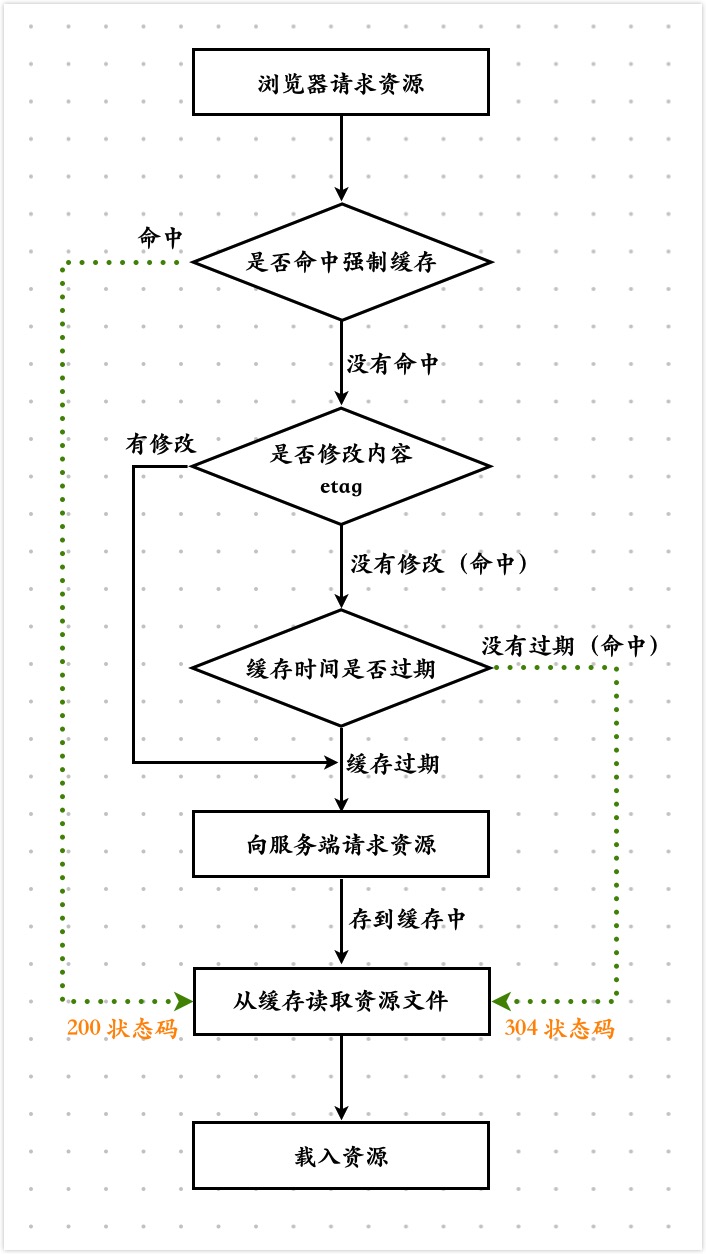 浏览器请求资源
命中
是否命中强制缓存
没有命中
有修改
是否修改内容
etag
没有修改（命中）
没有过期（命中）
缓存时间是否过期
缓存过期
向服务端请求资源
存到缓存中
从缓存读取资源文件
200 状态码
304 状态码
载入资源